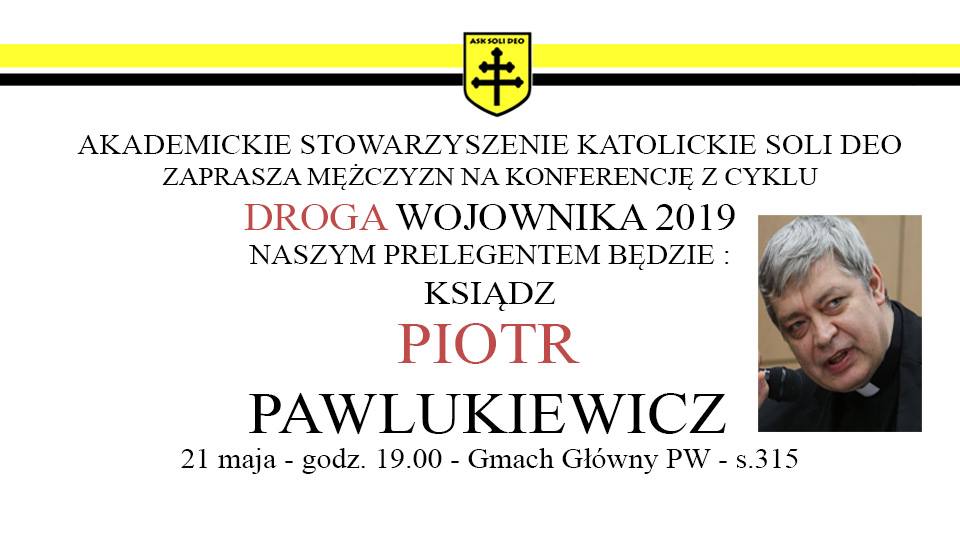 ASK SOLI DEO
AKADEMICKIE STOWARZYSZENIE KATOLICKIE SOLI DEO
ZAPRASZA MĘŻCZYZN NA KONFERENCJĘ Z CYKLU
DROGA WOJOWNIKA 2019
NASZYM PRELEGENTEM BĘDZIE :
KSIĄDZ
PIOTR
PAWLUKIEWICZ
21 maja - godz. 19.00 - Gmach Główny PW - s.315